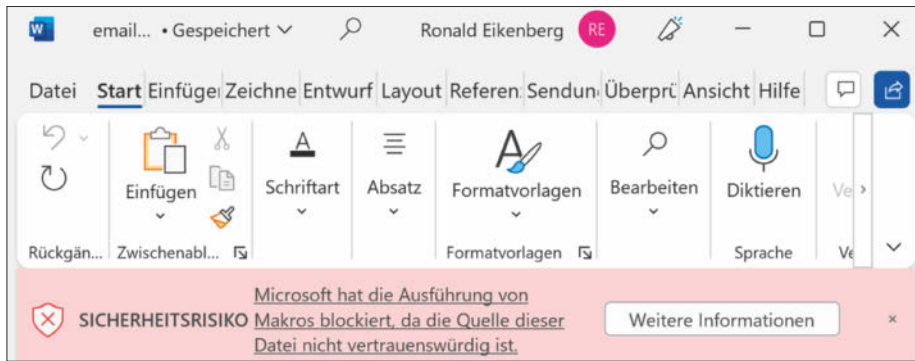 W email... • Gespeichert Ronald Eikenberg RE
Datei Start Einfüge Zeichne Entwurf Layout Referen Sendun Überprü Ansicht Hilfe
Einfügen Schriftart Absatz Formatvorlagen Bearbeiten Diktieren Ve
Rückgän... Zwischenabl... Formatvorlagen Sprache Ve
SICHERHEITSRISIKO Microsoft hat die Ausführung von
Makros blockiert, da die Quelle dieser
Datei nicht vertrauenswürdig ist.
Weitere Informationen